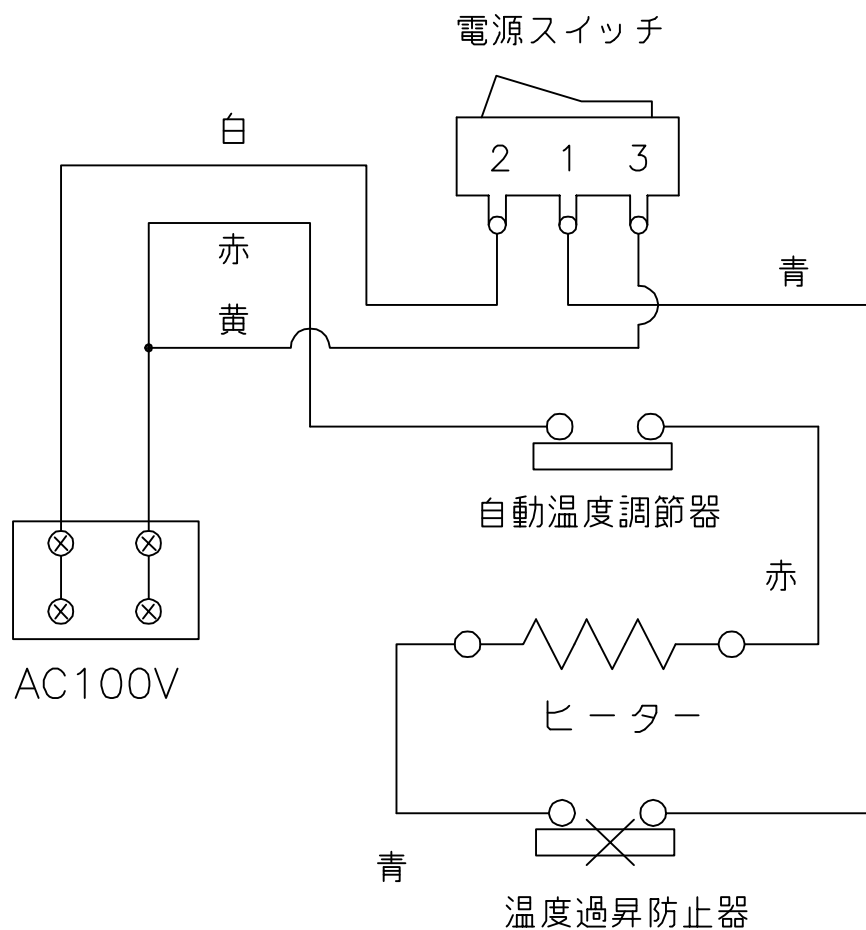 電源スイッチ
白
2 1 3
赤
青
黄
自動温度調節器
赤
AC100V
ヒーター
青
温度過昇防止器